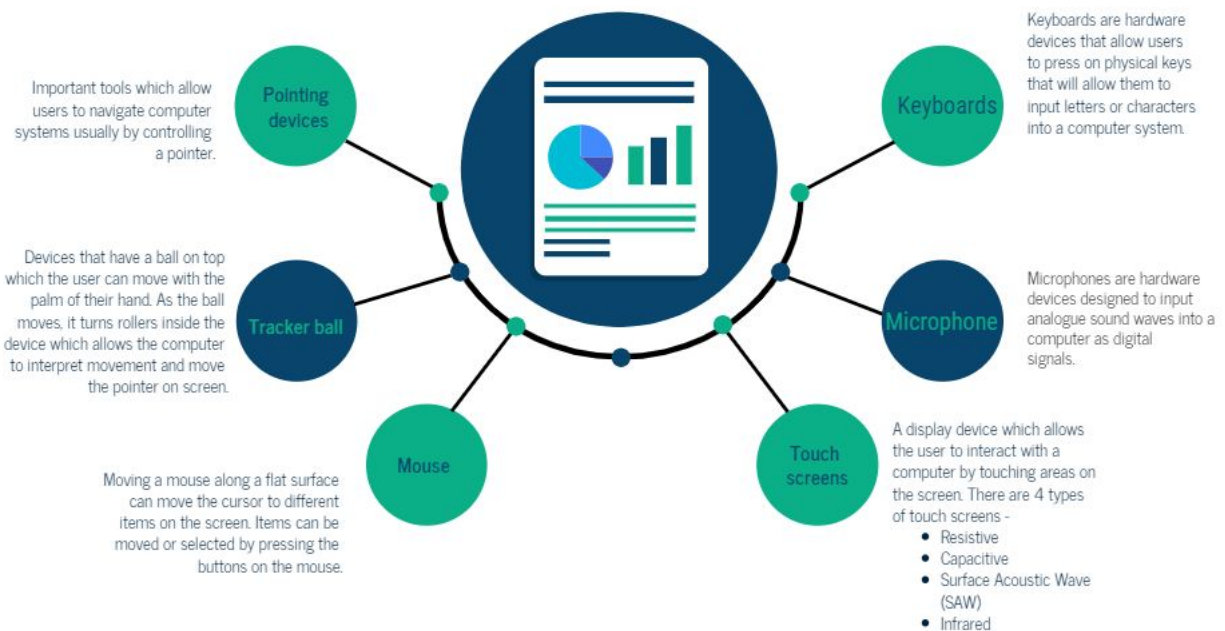 Pointing
devices
Important tools which allow
users to navigate computer
systems usually by controlling
a pointer.
Tracker ball
Devices that have a ball on top
which the user can move with the
palm of their hand. As the ball
moves, it turns rollers inside the
device which allows the computer
to interpret movement and move
the pointer on screen.
Mouse
Moving a mouse along a flat surface
can move the cursor to different
items on the screen. Items can be
moved or selected by pressing the
buttons on the mouse.
Keyboards
Keyboards are hardware
devices that allow users
to press on physical keys
that will allow them to
input letters or characters
into a computer system.
Microphone
Microphones are hardware
devices designed to input
analogue sound waves into a
computer as digital
signals.
Touch
screens
A display device which allows
the user to interact with a
computer by touching areas on
the screen. There are 4 types
of touch screens -
• Resistive
• Capacitive
• Surface Acoustic Wave
(SAW)
• Infrared